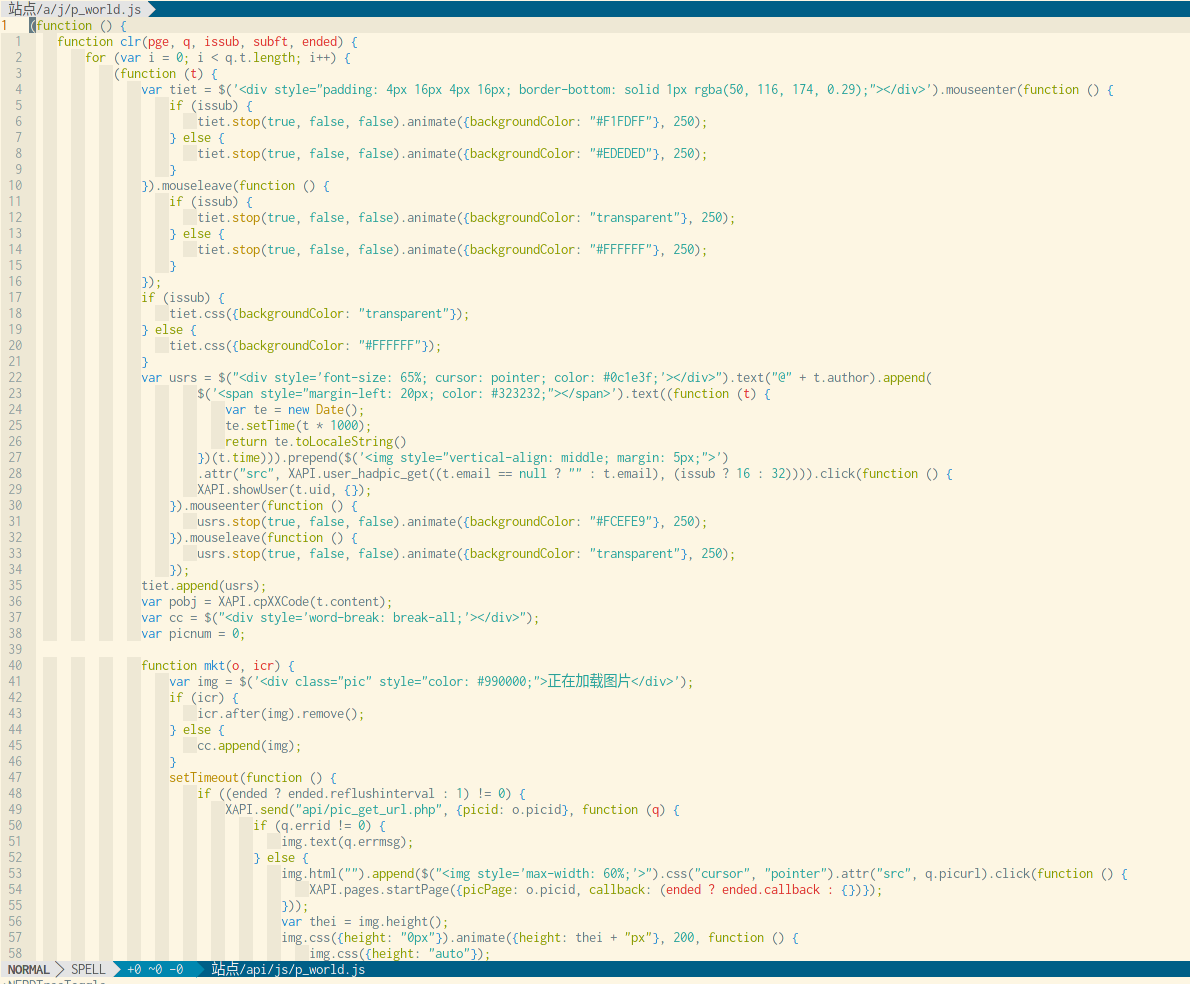 站点/a/j/p_world.js
1 (function () {
1 function clr(pge, q, issub, subft, ended) {
2 for (var i = 0; i < q.t.length; i++) {
3 (function (t) {
4 var tiet = $('<div style="padding: 4px 16px 4px 16px; border-bottom: solid 1px rgba(50, 116, 174, 0.29);"></div>').mouseenter(function () {
5 if (issub) {
6 tiet.stop(true, false, false).animate({backgroundColor: "#F1FDFF"}, 250);
7 } else {
8 tiet.stop(true, false, false).animate({backgroundColor: "#EDEDED"}, 250);
9 }
10 }).mouseleave(function () {
11 if (issub) {
12 tiet.stop(true, false, false).animate({backgroundColor: "transparent"}, 250);
13 } else {
14 tiet.stop(true, false, false).animate({backgroundColor: "#FFFFFF"}, 250);
15 }
16 });
17 if (issub) {
18 tiet.css({backgroundColor: "transparent"});
19 } else {
20 tiet.css({backgroundColor: "#FFFFFF"});
21 }
22 var usrs = $("<div style='font-size: 65%; cursor: pointer; color: #0c1e3f;'></div>").text("@" + t.author).append(
23 $('<span style="margin-left: 20px; color: #323232;"></span>').text((function (t) {
24 var te = new Date();
25 te.setTime(t * 1000);
26 return te.toLocaleString()
27 })(t.time))).prepend($('<img style="vertical-align: middle; margin: 5px;">')
28 .attr("src", XAPI.user_hadpic_get((t.email == null ? "" : t.email), (issub ? 16 : 32)))).click(function () {
29 XAPI.showUser(t.uid, {});
30 }).mouseenter(function () {
31 usrs.stop(true, false, false).animate({backgroundColor: "#FCEFE9"}, 250);
32 }).mouseleave(function () {
33 usrs.stop(true, false, false).animate({backgroundColor: "transparent"}, 250);
34 });
35 tiet.append(usrs);
36 var pobj = XAPI.cpXXCode(t.content);
37 var cc = $("<div style='word-break: break-all;'></div>");
38 var picnum = 0;
39
40 function mkt(o, icr) {
41 var img = $('<div class="pic" style="color: #990000;">正在加载图片</div>');
42 if (icr) {
43 icr.after(img).remove();
44 } else {
45 cc.append(img);
46 }
47 setTimeout(function () {
48 if ((ended ? ended.reflushinterval : 1) != 0) {
49 XAPI.send("api/pic_get_url.php", {picid: o.picid}, function (q) {
50 if (q.errid != 0) {
51 img.text(q.errmsg);
52 } else {
53 img.html("").append($("<img style='max-width: 60%;'>").css("cursor", "pointer").attr("src", q.picurl).click(function () {
54 XAPI.pages.startPage({picPage: o.picid, callback: (ended ? ended.callback : {})});
55 }));
56 var thei = img.height();
57 img.css({height: "0px"}).animate({height: thei + "px"}, 200, function () {
58 img.css({height: "auto"});
NORMAL SPELL +0 ~0 -0 站点/api/js/p_world.js
:NERDTreeToggle